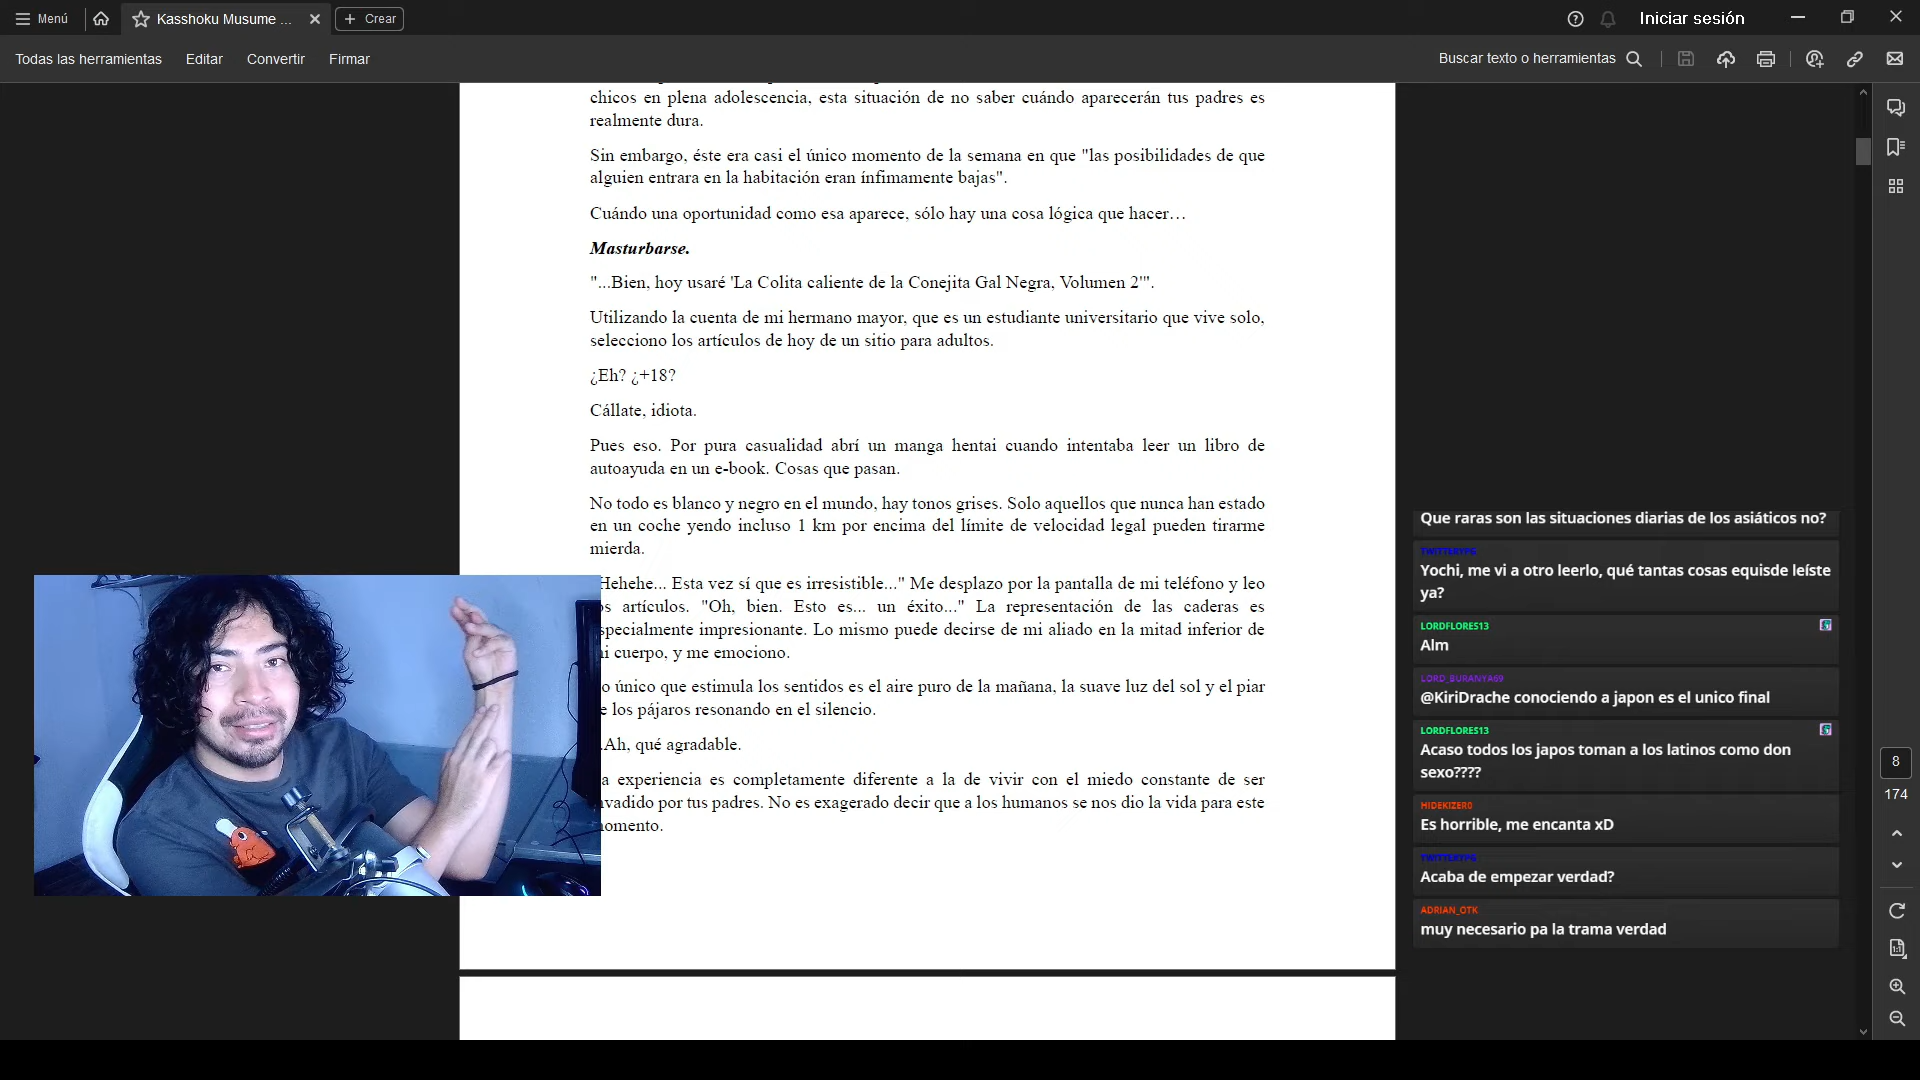 Menú
Kasshoku Musume ...
Crear
Iniciar sesión
Todas las herramientas
Editar
Convertir
Firmar
Buscar texto o herramientas
chicos en plena adolescencia, esta situación de no saber cuándo aparecerán tus padres es
realmente dura.
Sin embargo, éste era casi el único momento de la semana en que "las posibilidades de que
alguien entrara en la habitación eran ínfimamente bajas".
Cuándo una oportunidad como esa aparece, sólo hay una cosa lógica que hacer…
Masturbarse.
"...Bien, hoy usaré 'La Colita caliente de la Conejita Gal Negra, Volumen 2'".
Utilizando la cuenta de mi hermano mayor, que es un estudiante universitario que vive solo,
selecciono los artículos de hoy de un sitio para adultos.
¿Eh? ¿+18?
Cállate, idiota.
Pues eso. Por pura casualidad abrí un manga hentai cuando intentaba leer un libro de
autoayuda en un e-book. Cosas que pasan.
No todo es blanco y negro en el mundo, hay tonos grises. Solo aquellos que nunca han estado
en un coche yendo incluso 1 km por encima del límite de velocidad legal pueden tirarme
mierda.
Hehehe... Esta vez sí que es irresistible..." Me desplazo por la pantalla de mi teléfono y leo
os artículos. "Oh, bien. Esto es... un éxito..." La representación de las caderas es
specialmente impresionante. Lo mismo puede decirse de mi aliado en la mitad inferior de
i cuerpo, y me emociono.
o único que estimula los sentidos es el aire puro de la mañana, la suave luz del sol y el piar
e los pájaros resonando en el silencio.
.Ah, qué agradable.
a experiencia es completamente diferente a la de vivir con el miedo constante de ser
nvadido por tus padres. No es exagerado decir que a los humanos se nos dio la vida para este
omento.
Que raras son las situaciones diarias de los asiáticos no?
Yochi, me vi a otro leerlo, qué tantas cosas equisde leíste
ya?
LORDFLORES13
Alm
LORD_BURANYA69
@KiriDrache conociendo a japon es el unico final
LORDFLORES13
Acaso todos los japos toman a los latinos como don
sexo????
HIDEKIZER0
Es horrible, me encanta xD
Acaba de empezar verdad?
ADRIAN_OTK
muy necesario pa la trama verdad
8
174